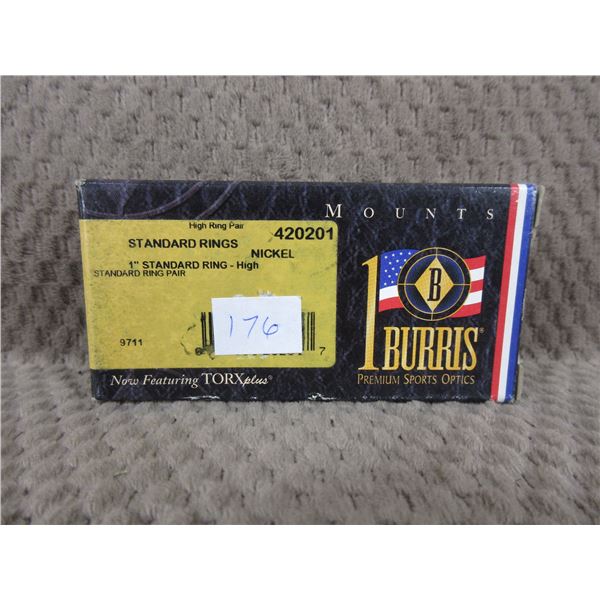 MOUNTS
High Ring Pair
420201
STANDARD RINGS
NICKEL
1" STANDARD RING - High
STANDARD RING PAIR
176
9711
7
Now Featuring TORXplus®
B
1 BURRIS®
PREMIUM SPORTS OPTICS